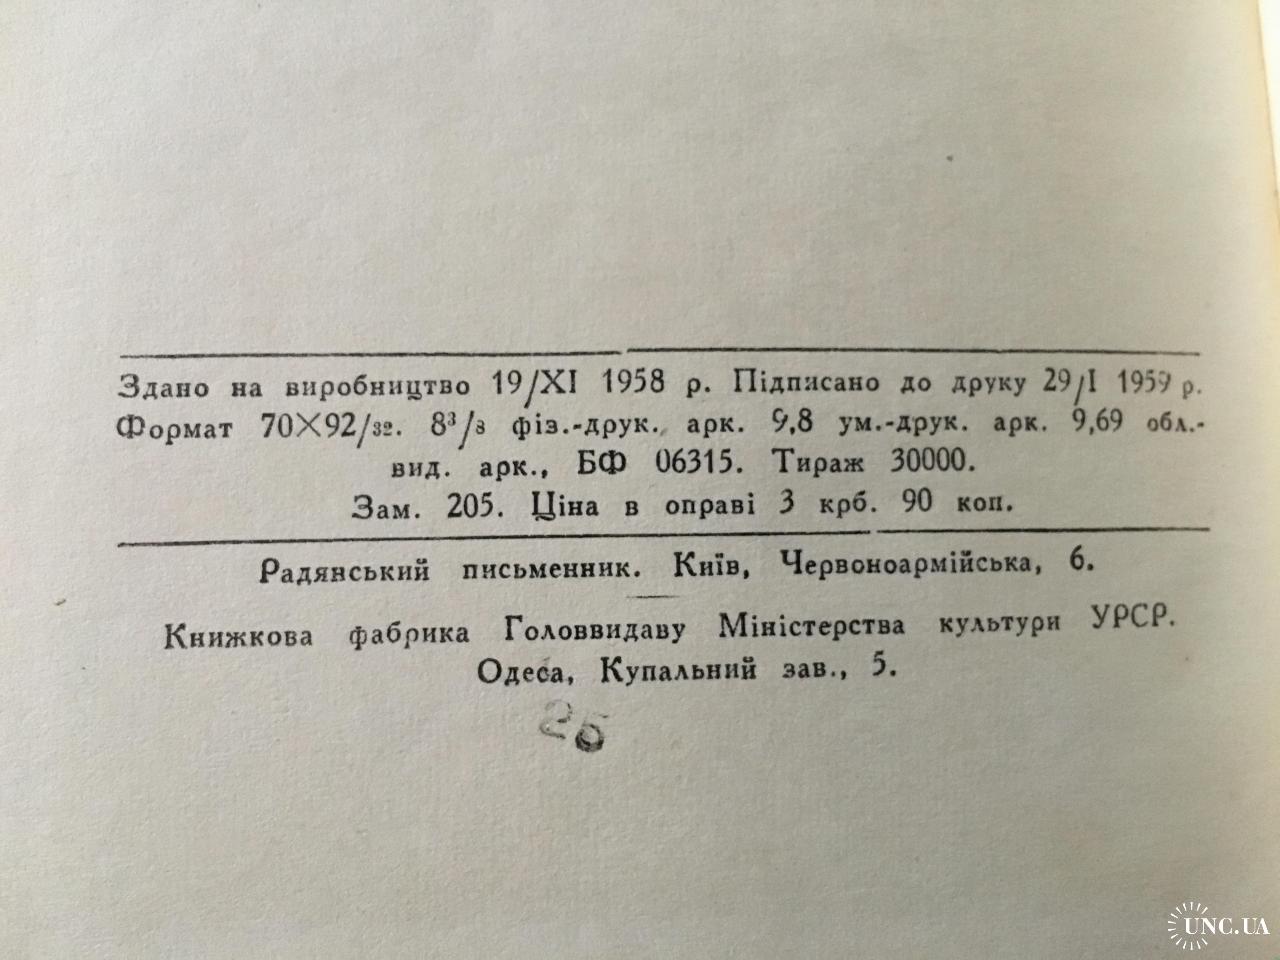 Здано на виробництво 19/XI 1958 р. Підписано до друку 29/I 1959 р.
Формат 70×92/32. 8³/8 фіз.-друк. арк. 9,8 ум.-друк. арк. 9,69 обл.-
вид. арк., БФ 06315. Тираж 30000.
Зам. 205. Ціна в оправі 3 крб. 90 коп.
Радянський письменник. Київ, Червоноармійська, 6.
Книжкова фабрика Головвидаву Міністерства культури УРСР.
Одеса, Купальний зав., 5.
UNC.UA